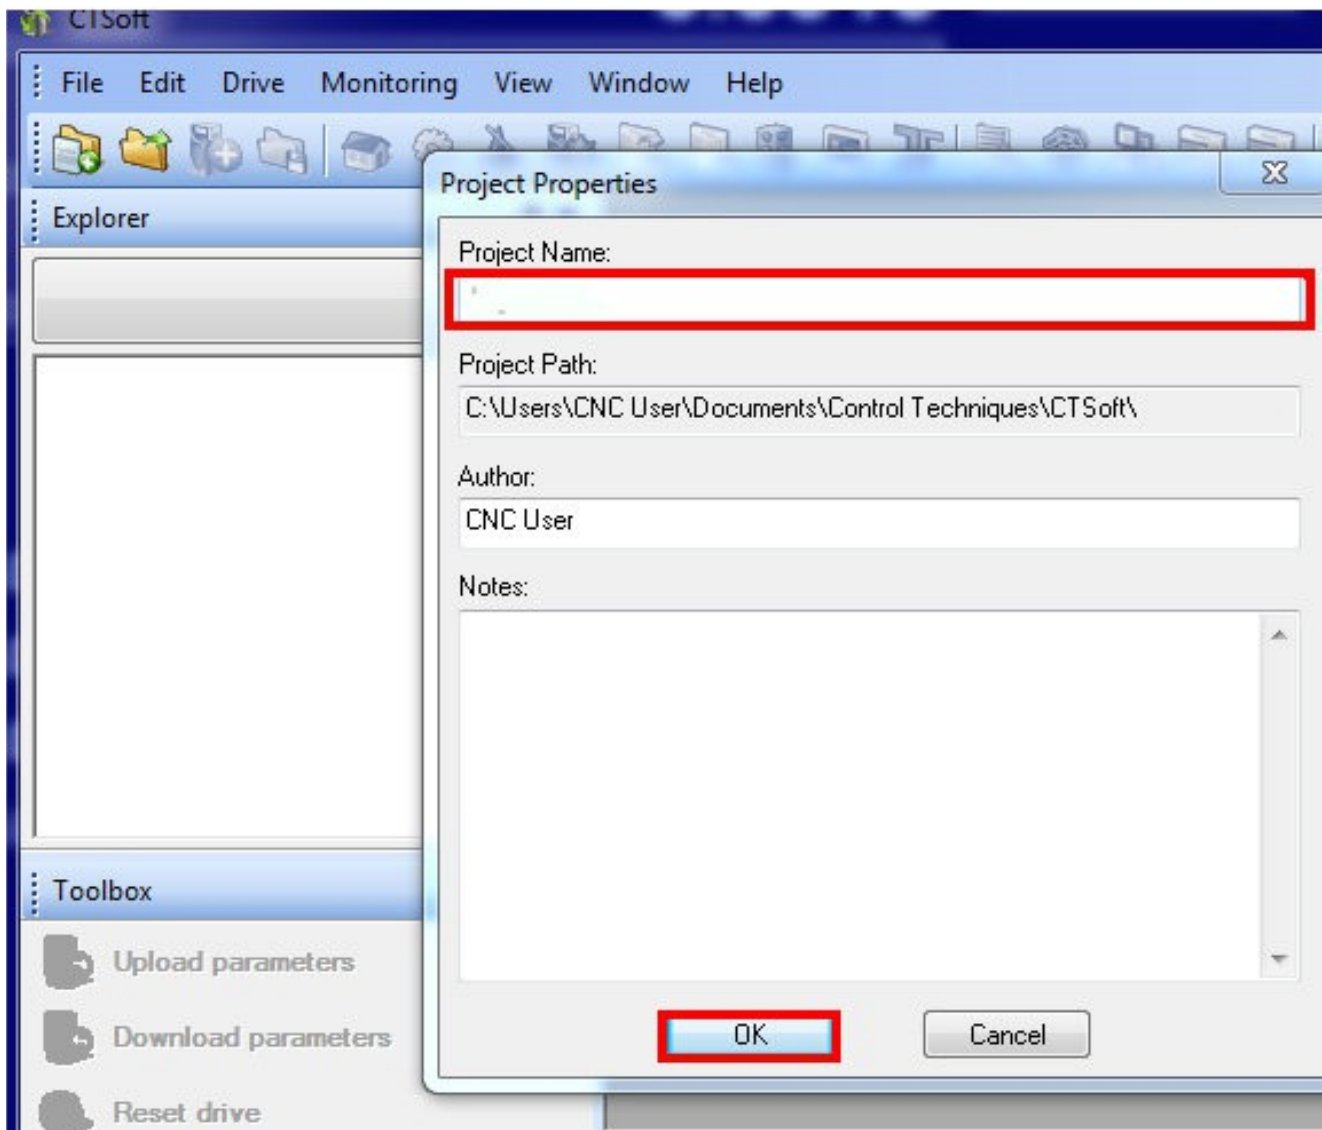 CTSoft
File Edit Drive Monitoring View Window Help
Explorer
Project Properties
Project Name:
Project Path:
C:\Users\CNC User\Documents\Control Techniques\CTSoft\
Author:
CNC User
Notes:
OK Cancel
Toolbox
Upload parameters
Download parameters
Reset drive